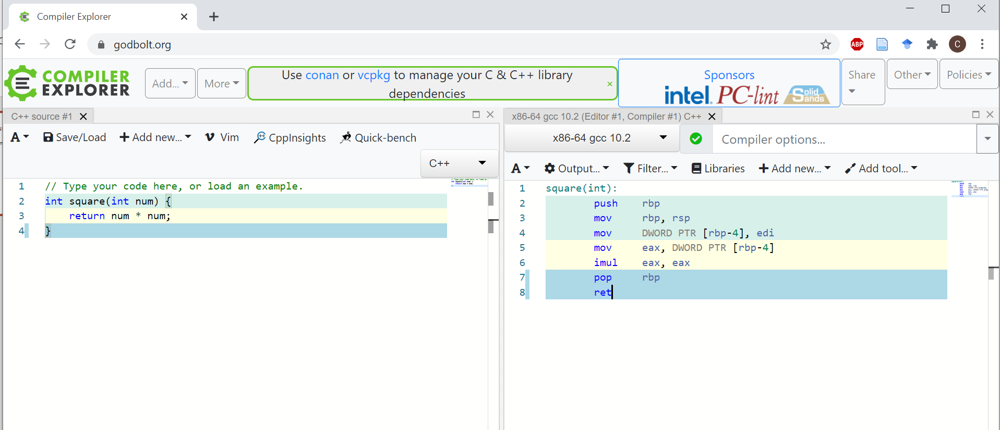 Compiler Explorer
godbolt.org
ABP
C
COMPILER
EXPLORER
Add...
More
Use conan or vcpkg to manage your C & C++ library
dependencies
×
Sponsors
intel. PC-lint Solid Sands
Share
Other
Policies
C++ source #1
A
Save/Load
Add new...
Vim
CppInsights
Quick-bench
C++
1 // Type your code here, or load an example.
2 int square(int num) {
3 return num * num;
4 }
x86-64 gcc 10.2 (Editor #1, Compiler #1) C++
x86-64 gcc 10.2
Compiler options...
A
Output...
Filter...
Libraries
Add new...
Add tool...
1 square(int):
2 push rbp
3 mov rbp, rsp
4 mov DWORD PTR [rbp-4], edi
5 mov eax, DWORD PTR [rbp-4]
6 imul eax, eax
7 pop rbp
8 ret